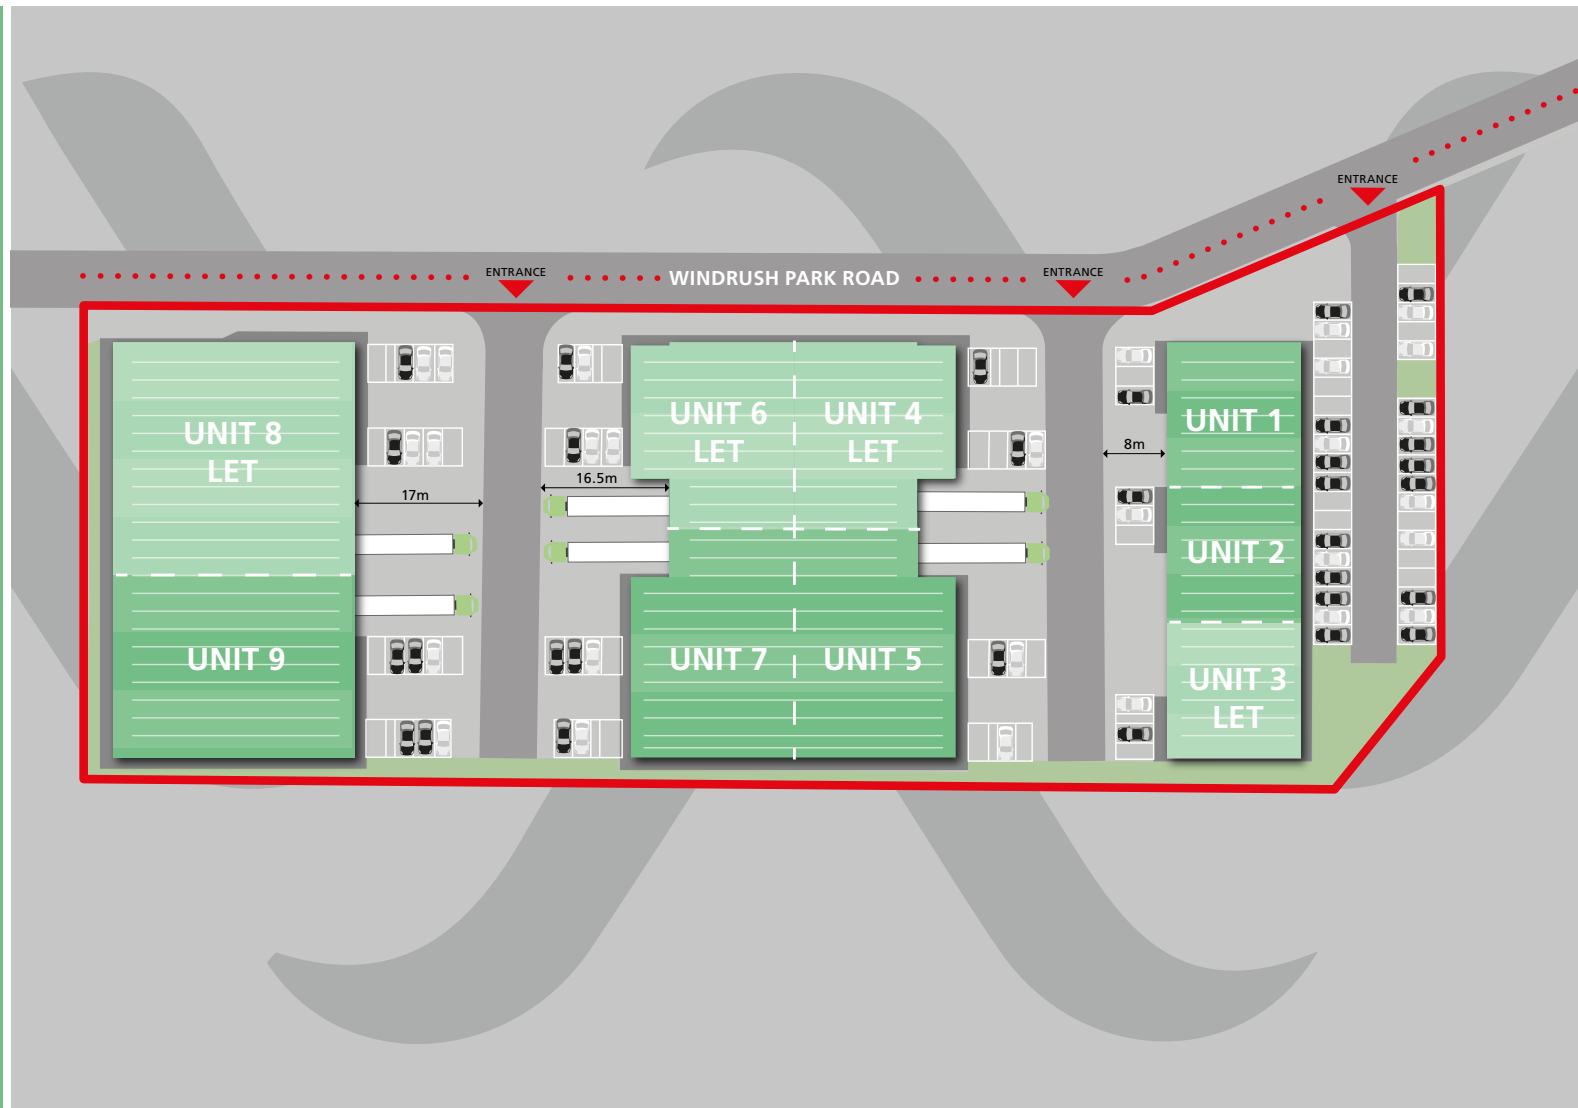 ENTRANCE
ENTRANCE
WINDRUSH PARK ROAD
ENTRANCE
UNIT 8
LET
UNIT 6
LET
UNIT 4
LET
UNIT 1
8m
17m
16.5m
UNIT 2
UNIT 9
UNIT 7
UNIT 5
UNIT 3
LET